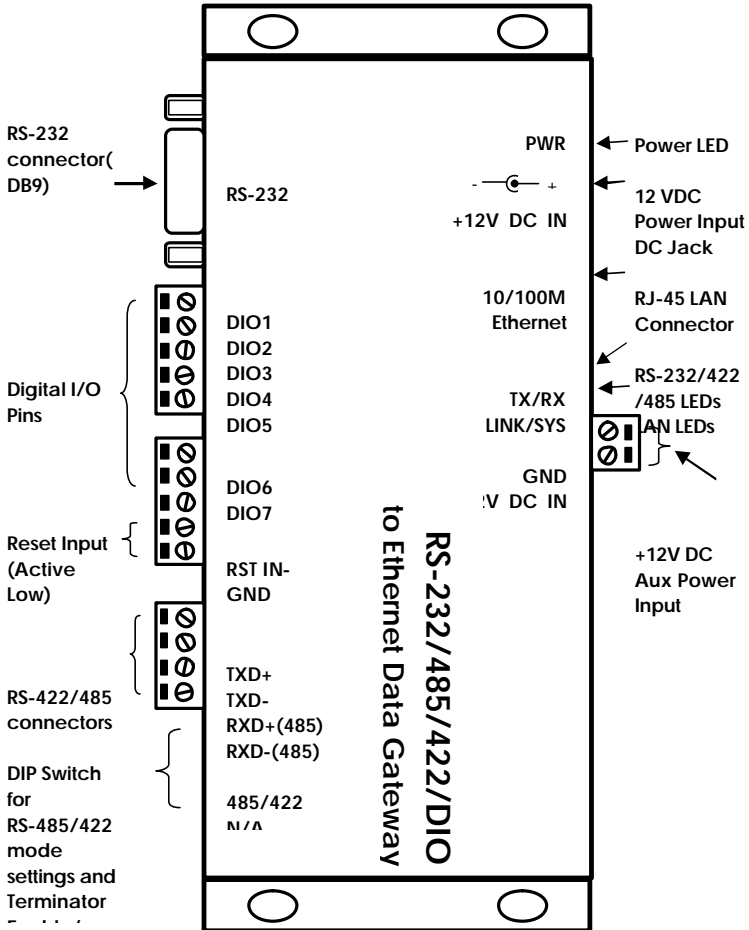 RS-232
connector(
DB9)
Digital I/O
Pins
Reset Input
(Active
Low)
RS-422/485
connectors
DIP Switch
for
RS-485/422
mode
settings and
Terminator
RS-232
DIO1
DIO2
DIO3
DIO4
DIO5
DIO6
DIO7
RST IN-
GND
TXD+
TXD-
RXD+(485)
RXD-(485)
485/422
N/A
PWR
- +
+12V DC IN
10/100M
Ethernet
TX/RX
LINK/SYS
GND
V DC IN
RS-232/485/422/DIO
to Ethernet Data Gateway
Power LED
12 VDC
Power Input
DC Jack
RJ-45 LAN
Connector
RS-232/422
/485 LEDs
LAN LEDs
+12V DC
Aux Power
Input